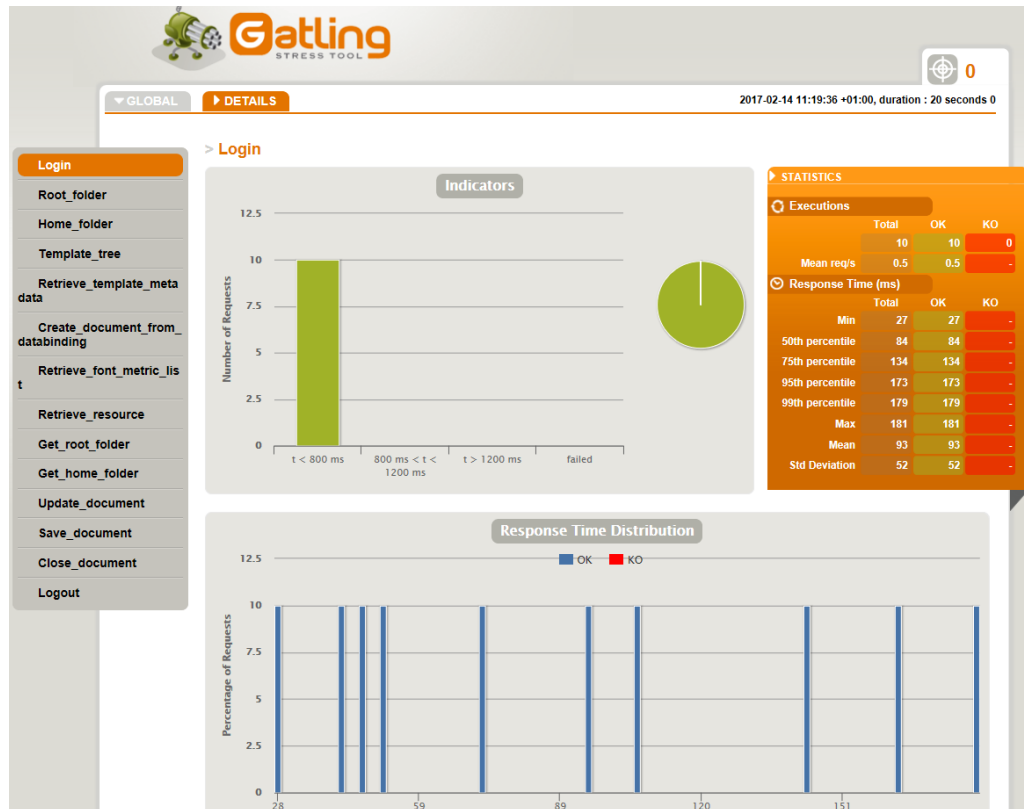 Gatling
STRESS TOOL
0
GLOBAL
DETAILS
2017-02-14 11:19:36 +01:00, duration : 20 seconds 0
> Login
Login
Root_folder
Home_folder
Template_tree
Retrieve_template_meta
data
Create_document_from_
databinding
Retrieve_font_metric_lis
t
Retrieve_resource
Get_root_folder
Get_home_folder
Update_document
Save_document
Close_document
Logout
Indicators
12.5
10
7.5
5
2.5
0
Number of Requests
t < 800 ms
800 ms < t <
1200 ms
t > 1200 ms
failed
STATISTICS
Executions
Total OK KO
10 10 0
Mean req/s 0.5 0.5 -
Response Time (ms)
Total OK KO
Min 27 27 -
50th percentile 84 84 -
75th percentile 134 134 -
95th percentile 173 173 -
99th percentile 179 179 -
Max 181 181 -
Mean 93 93 -
Std Deviation 52 52 -
Response Time Distribution
OK KO
12.5
10
7.5
5
2.5
0
Percentage of Requests
28 59 89 120 151